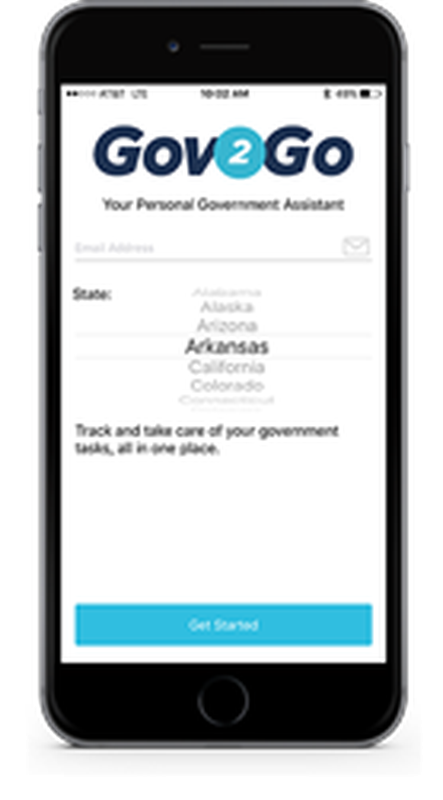 AT&T LTE 10:02 AM 49%
Gov2Go
Your Personal Government Assistant
Email Address
State:
Alabama
Alaska
Arizona
Arkansas
California
Colorado
Connecticut
Track and take care of your government
tasks, all in one place.
Get Started